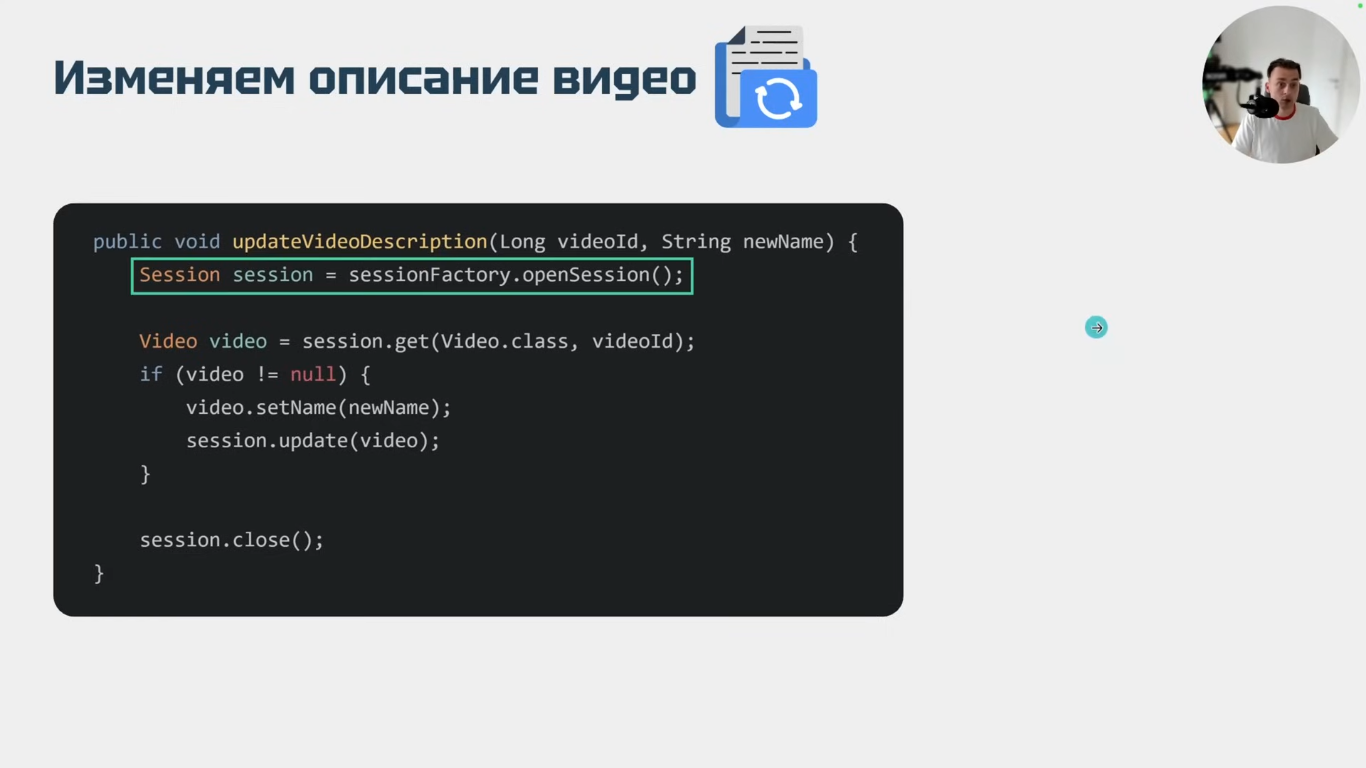 Изменяем описание видео
public void updateVideoDescription(Long videoId, String newName) {
Session session = sessionFactory.openSession();
Video video = session.get(Video.class, videoId);
if (video != null) {
video.setName(newName);
session.update(video);
}
session.close();
}